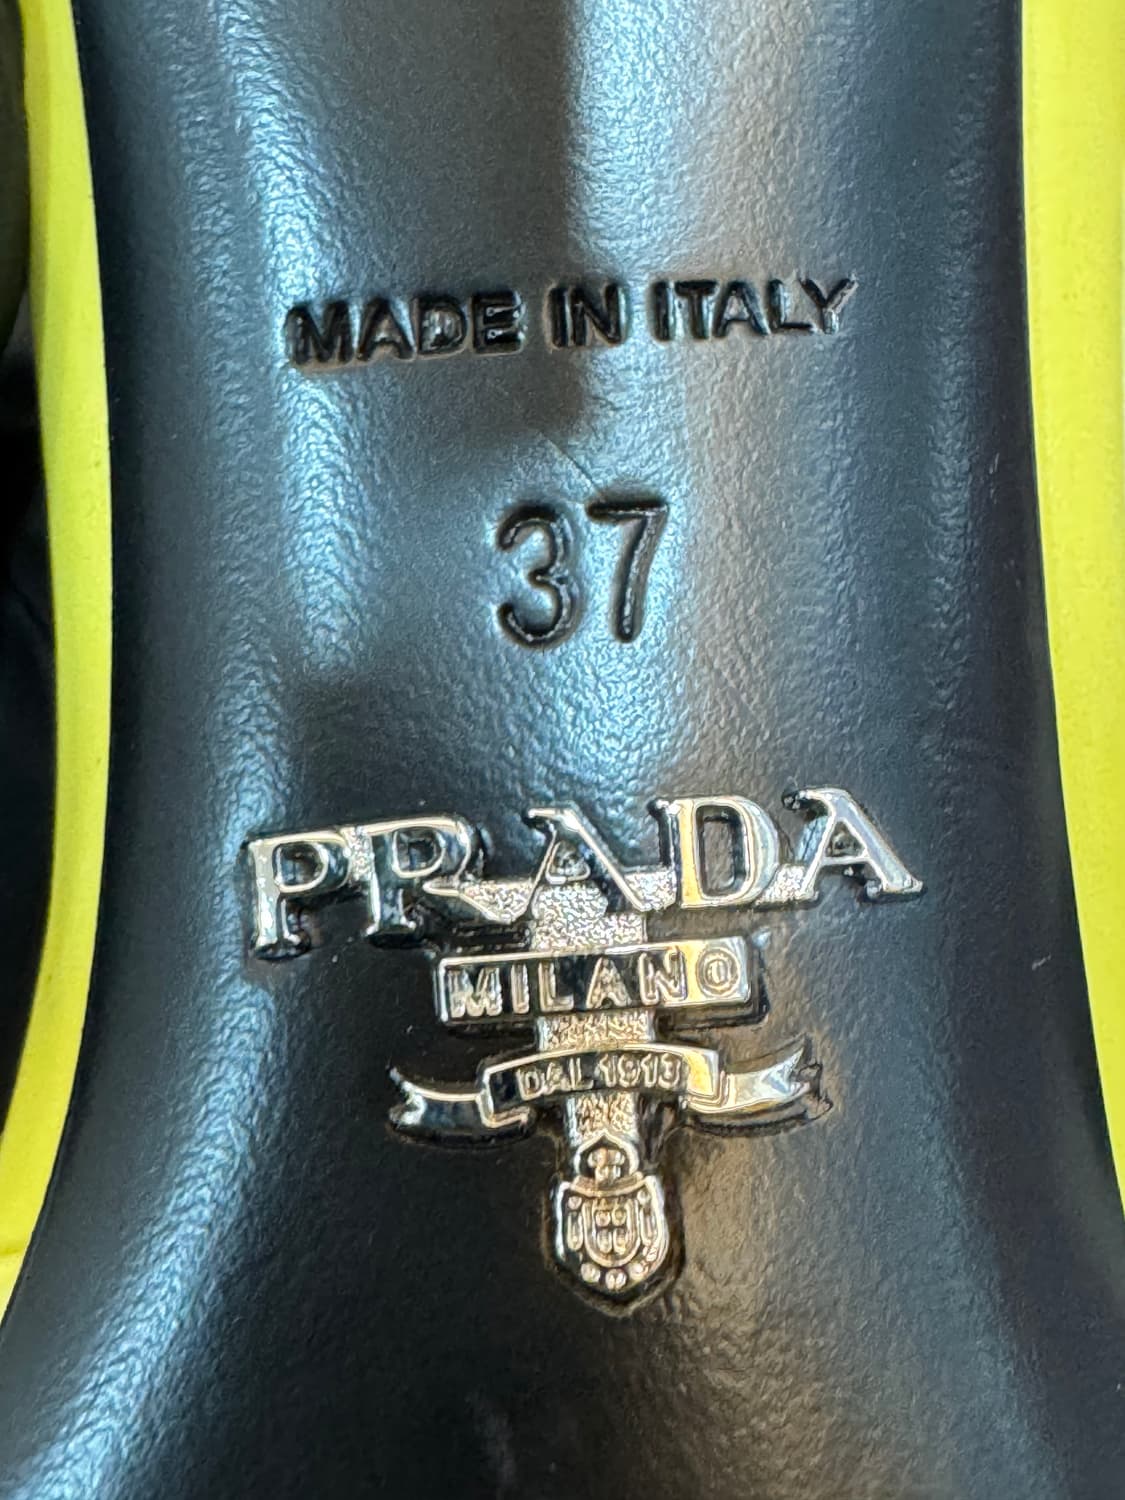 MADE IN ITALY
37
PRADA
MILANO
DAL 1913